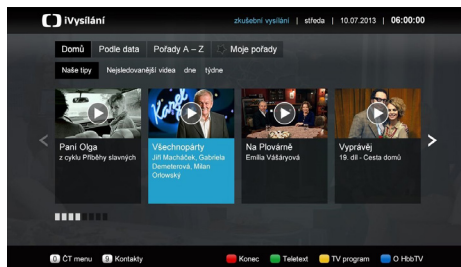 iVysílání
zkušební vysílání | středa | 10.07.2013 | 06:00:00
Domů Podle data Pořady A – Z Moje pořady
Naše tipy Nejsledovanější videa dne týdne
Karel
Paní Olga
z cyklu Příběhy slavných
Všechnopárty
Jiří Macháček, Gabriela
Demeterová, Milan
Orlowský
Na Plovárně
Emília Vášáryová
Vyprávěj
19. díl - Cesta domů
0 ČT menu 9 Kontakty Konec Teletext TV program O HbbTV